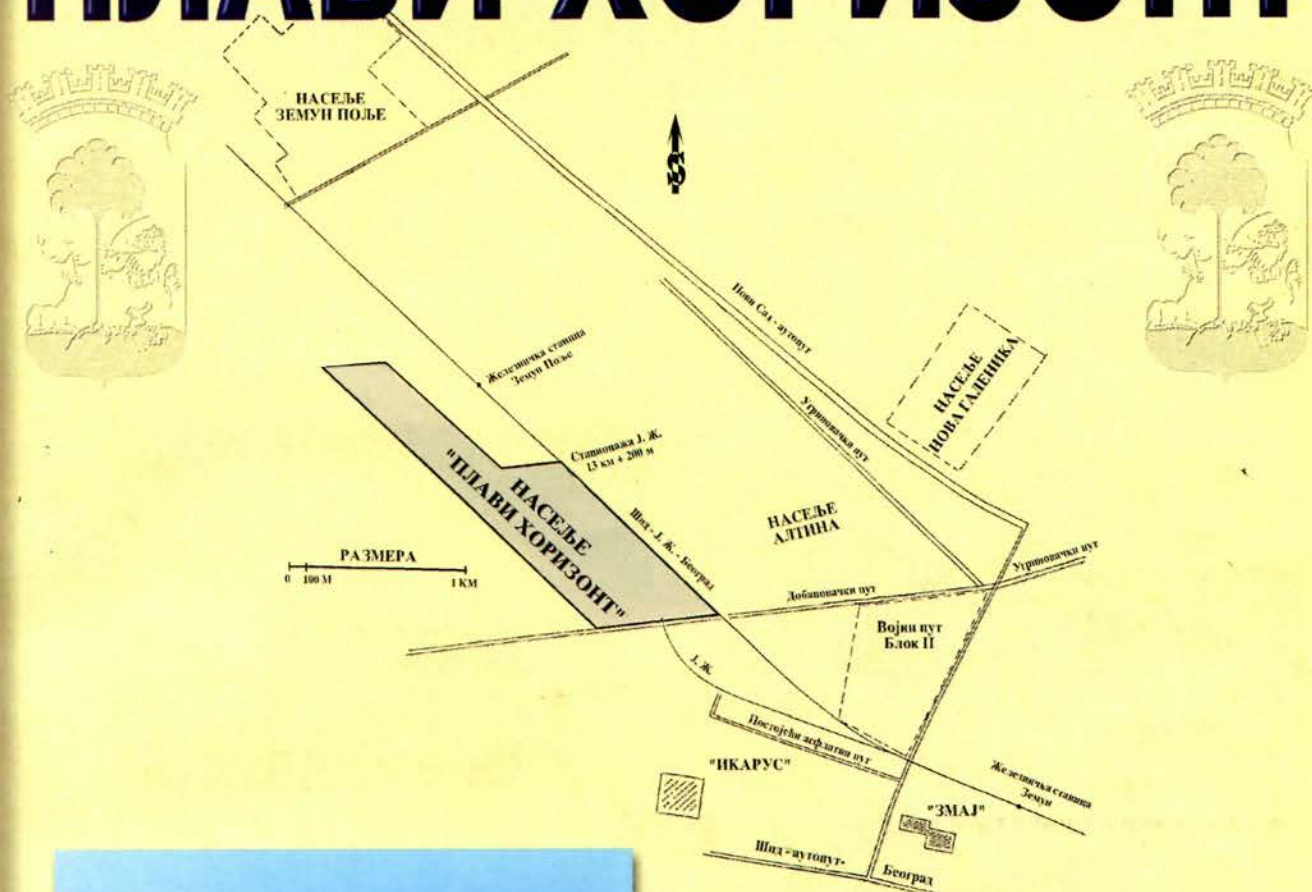 ПЛАВИ ХОРИЗОНТ
НАСЕЉЕ
ЗЕМУН ПОЉЕ
S
Нови Сад - аутопут
НАСЕЉЕ
НОВА ГАЛЕНИКА
Железничка станица
Земун Поље
Угриновачки пут
Стационажа Ј. Ж.
13 км + 200 м
НАСЕЉЕ
"ПЛАВИ ХОРИЗОНТ"
Шид - Ј. Ж. - Београд
НАСЕЉЕ
АЛТИНА
РАЗМЕРА
0 100 М 1 КМ
Угриновачки пут
Добановачки пут
Војни пут
Блок II
Ј. Ж.
Постојећи асфлатни пут
"ИКАРУС"
Железничка станица
Земун
"ЗМАЈ"
Шид - аутопут-
Београд